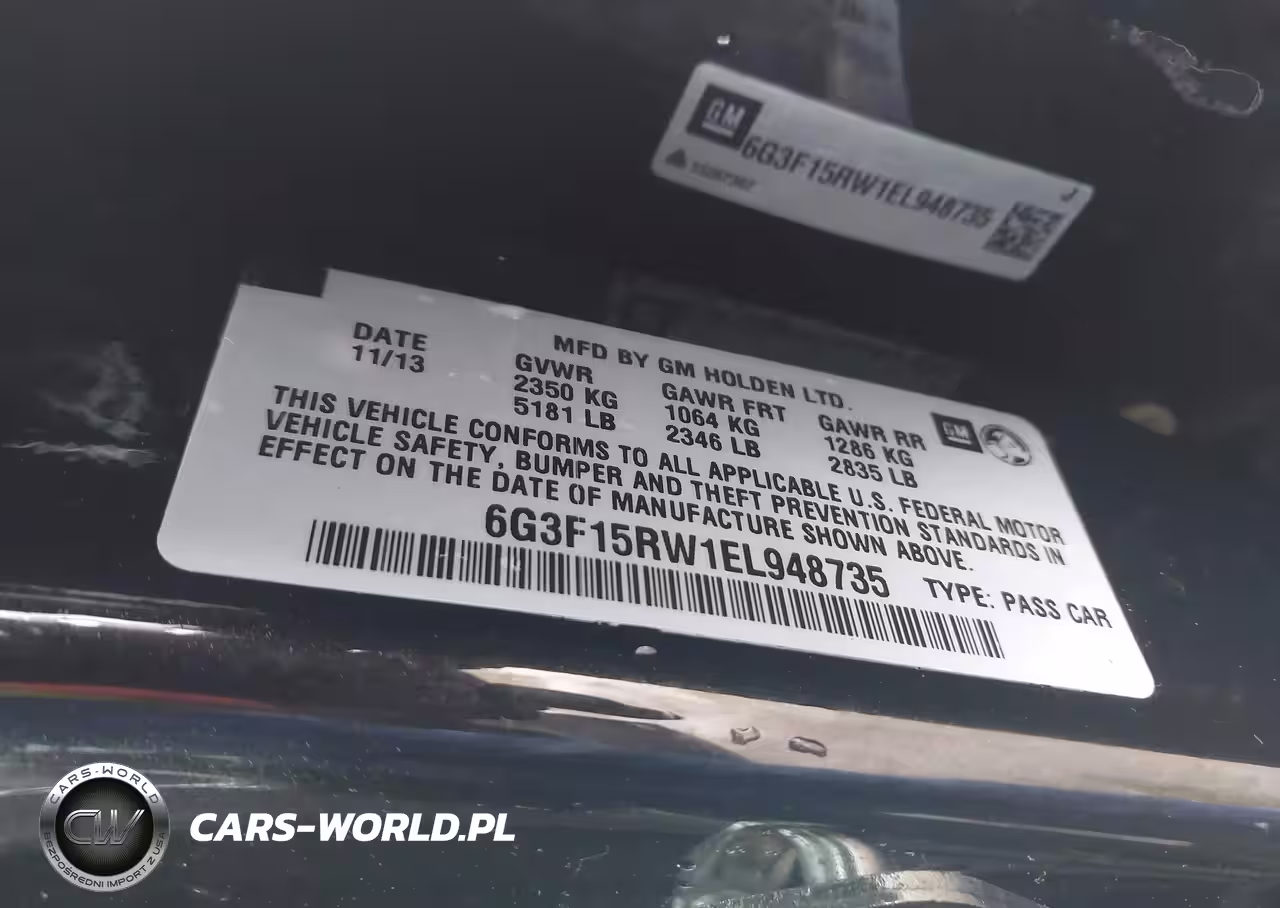 GM
6G3F15RW1EL948735
J
DATE
11/13
MFD BY GM HOLDEN LTD.
GVWR
2350 KG
5181 LB
GAWR FRT
1064 KG
2346 LB
GAWR RR
1286 KG
2835 LB
GM
THIS VEHICLE CONFORMS TO ALL APPLICABLE U.S. FEDERAL MOTOR
VEHICLE SAFETY, BUMPER AND THEFT PREVENTION STANDARDS IN
EFFECT ON THE DATE OF MANUFACTURE SHOWN ABOVE.
6G3F15RW1EL948735
TYPE: PASS CAR
CARS-WORLD
CW
BEZPOŚREDNI IMPORT Z USA
CARS-WORLD.PL